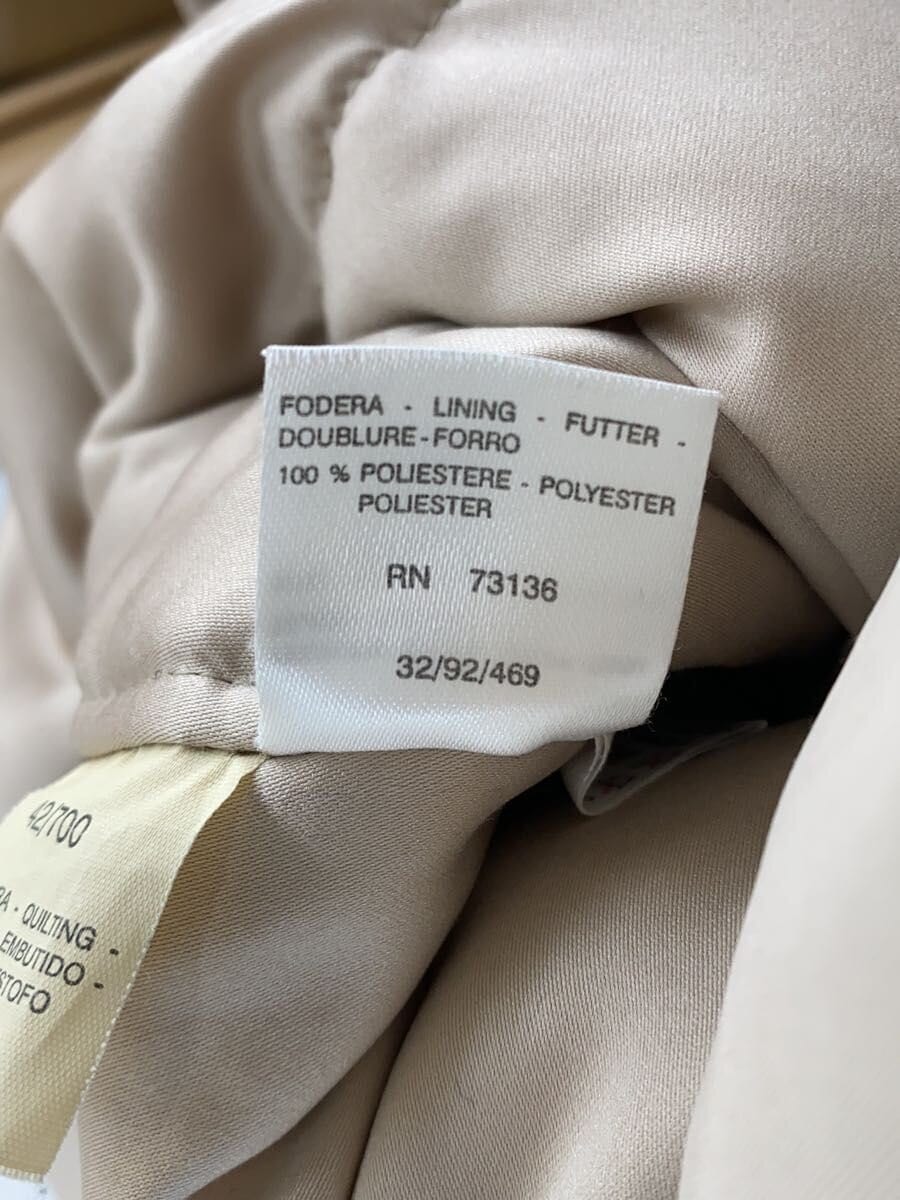 FODERA - LINING - FUTTER -
DOUBLURE-FORRO
100 % POLIESTERE - POLYESTER
POLIESTER
RN 73136
32/92/469
42/700
- QUILTING -
EMBUTIDO -